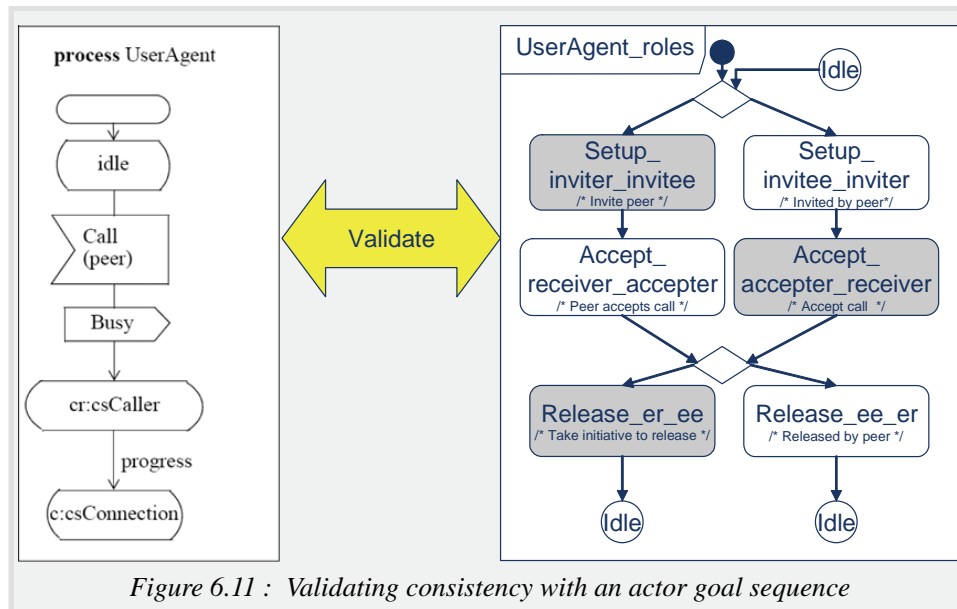 process UserAgent
idle
Call
(peer)
Busy
cr:csCaller
progress
c:csConnection
Validate
UserAgent_roles
Idle
Setup_
inviter_invitee
/* Invite peer */
Setup_
invitee_inviter
/* Invited by peer*/
Accept_
receiver_accepter
/* Peer accepts call */
Accept_
accepter_receiver
/* Accept call */
Release_er_ee
/* Take initiative to release */
Release_ee_er
/* Released by peer */
Idle
Idle
Figure 6.11 : Validating consistency with an actor goal sequence